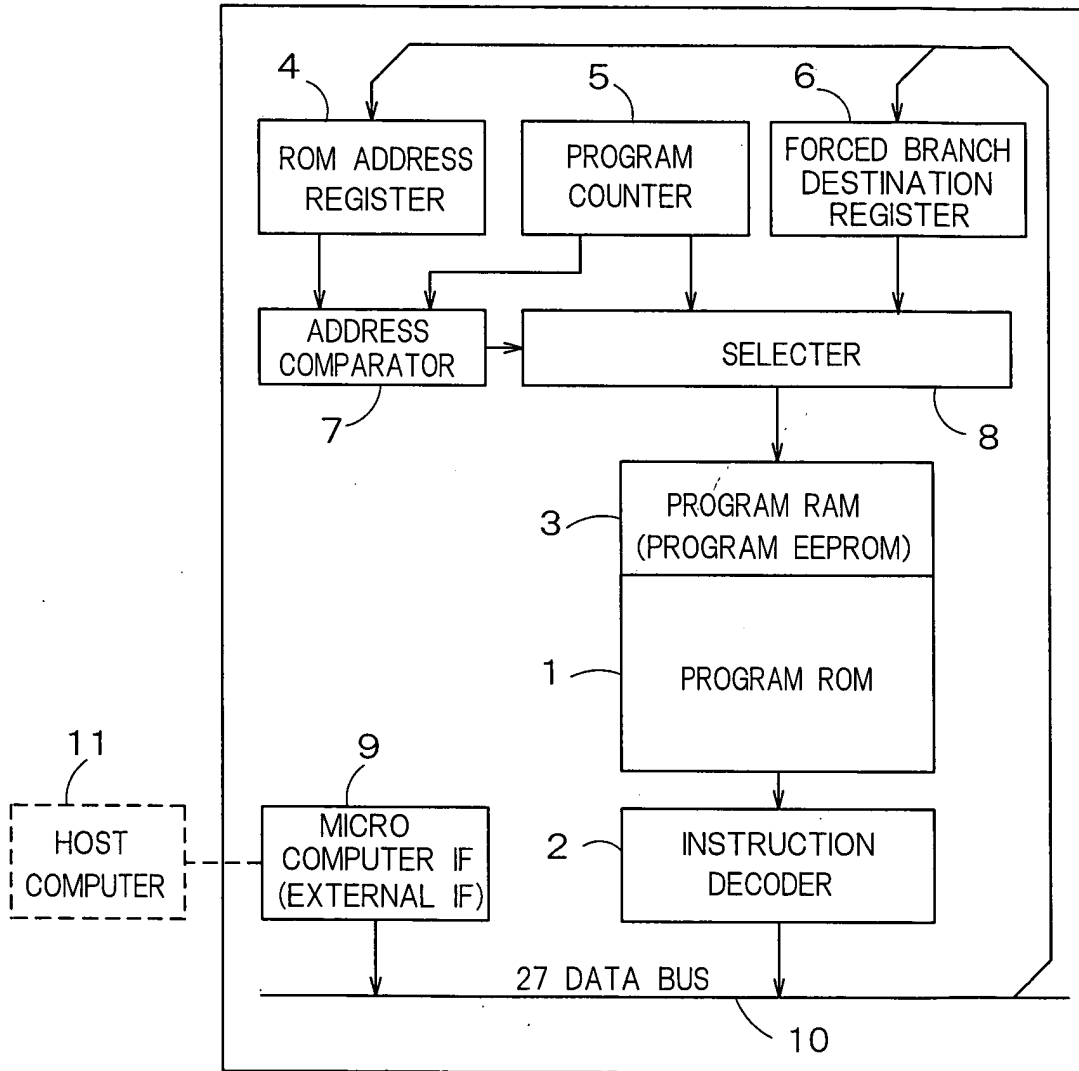 4
5
6
ROM ADDRESS
REGISTER
PROGRAM
COUNTER
FORCED BRANCH
DESTINATION
REGISTER
ADDRESS
COMPARATOR
SELECTER
7
8
3
PROGRAM RAM
(PROGRAM EEPROM)
1
PROGRAM ROM
11
9
HOST
COMPUTER
MICRO
COMPUTER IF
(EXTERNAL IF)
2
INSTRUCTION
DECODER
27 DATA BUS
10